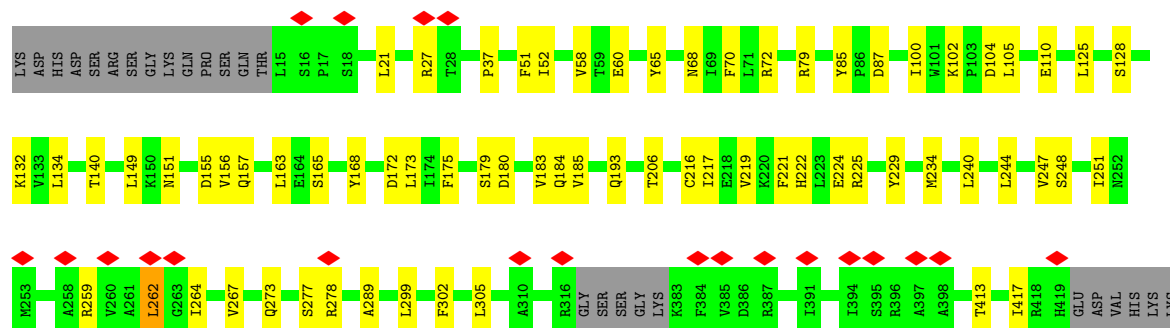 LYS ASP HIS ASP SER ARG SER GLY LYS GLN PRO SER GLN THR L15 S16 P17 S18 L21 R27 T28 P37 F51 I52 V58 T59 E60 Y65 N68 I69 F70 L71 R72 R79 Y85 P86 D87 I100 W101 K102 P103 D104 L105 E110 L125 S128
K132 V133 L134 T140 L149 K150 N151 D155 V156 Q157 L163 E164 S165 Y168 D172 L173 I174 F175 S179 D180 V183 Q184 V185 Q193 T206 C216 I217 E218 V219 K220 F221 H222 L223 E224 R225 Y229 M234 L240 L244 V247 S248 I251 N252
M253 A258 R259 V260 A261 L262 G263 I264 V267 Q273 S277 R278 A289 L299 F302 L305 A310 R316 GLY SER SER GLY LYS K383 F384 V385 D386 R387 I391 I394 S395 R396 A397 A398 T413 I417 R418 H419 GLU ASP VAL HIS LYS